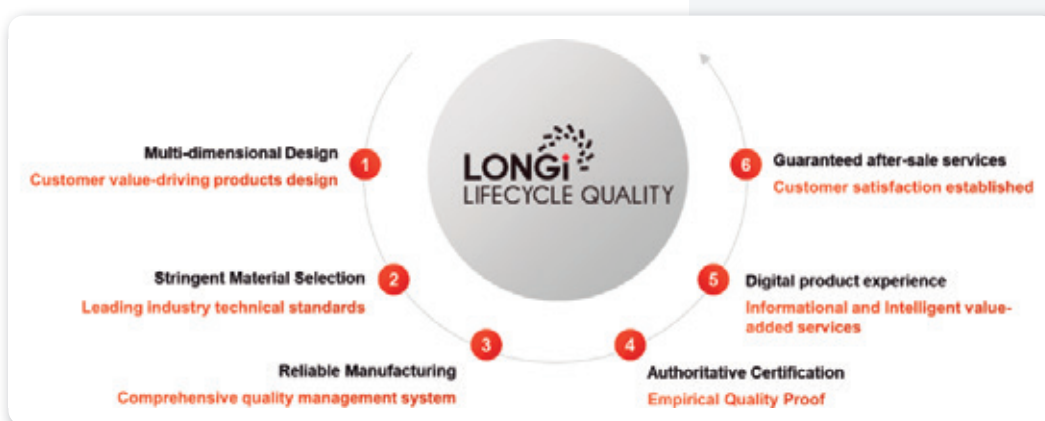 LONGi
LIFECYCLE QUALITY
1
Multi-dimensional Design
Customer value-driving products design
2
Stringent Material Selection
Leading industry technical standards
3
Reliable Manufacturing
Comprehensive quality management system
4
Authoritative Certification
Empirical Quality Proof
5
Digital product experience
Informational and Intelligent value-
added services
6
Guaranteed after-sale services
Customer satisfaction established